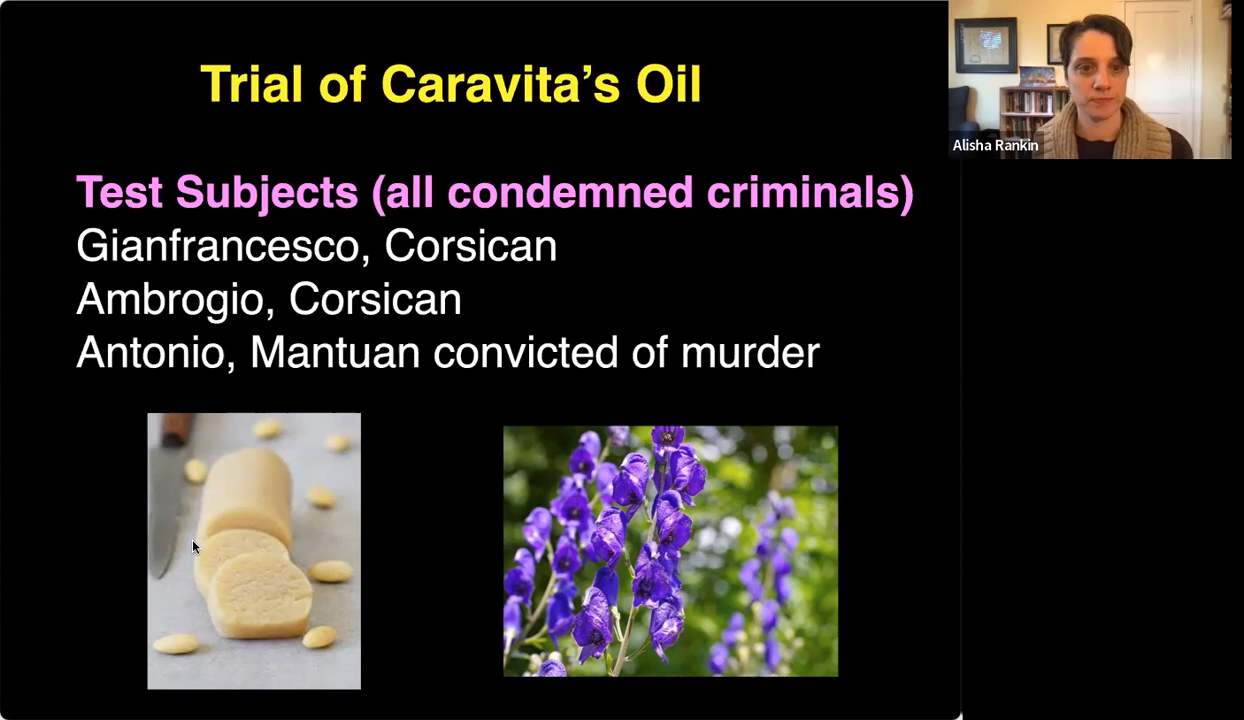 Trial of Caravita’s Oil
Test Subjects (all condemned criminals)
Gianfrancesco, Corsican
Ambrogio, Corsican
Antonio, Mantuan convicted of murder
Alisha Rankin